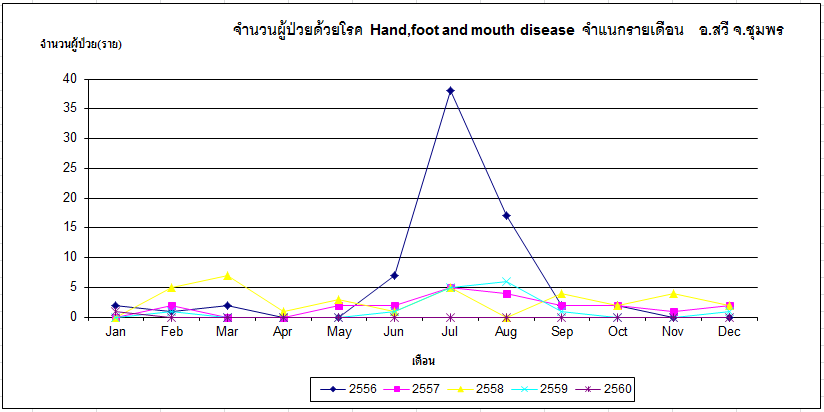 จำนวนผู้ป่วยด้วยโรค Hand,foot and mouth disease จำแนกรายเดือน อ.สวี จ.ชุมพร
จำนวนผู้ป่วย(ราย)
40
35
30
25
20
15
10
5
0
Jan Feb Mar Apr May Jun Jul Aug Sep Oct Nov Dec
เดือน
2556 2557 2558 2559 2560